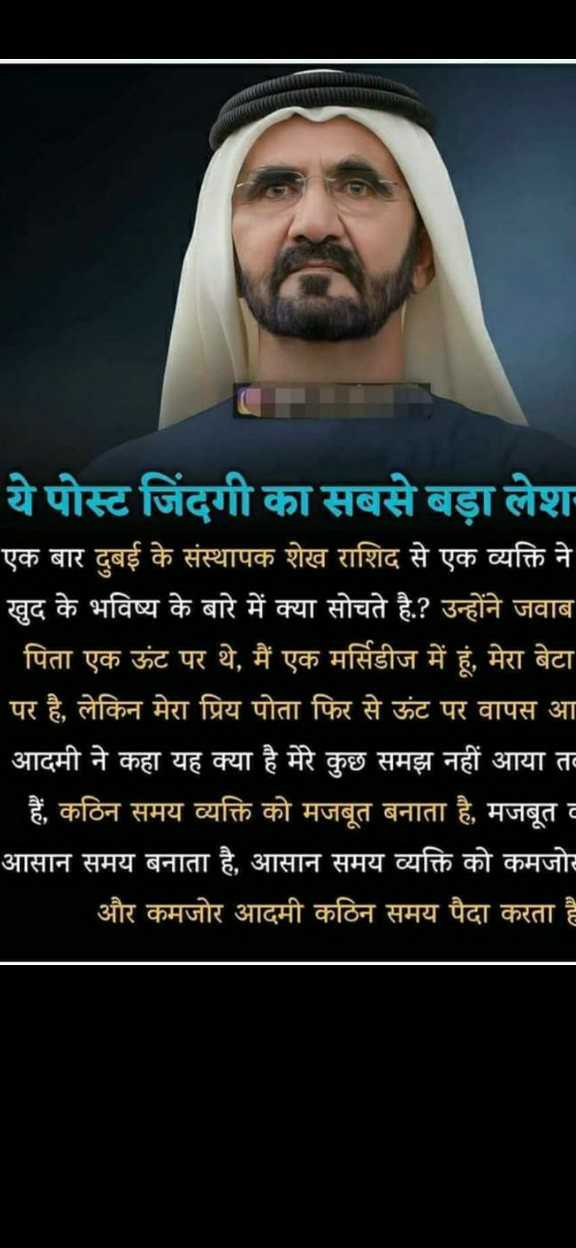 ये पोस्ट जिंदगी का सबसे बड़ा
एक बार दुबई के संस्थापक शेख राशिद से एक व्यक्ति ने
खुद के भविष्य के बारे में क्या सोचते है.? उन्होंने जवाब
पिता एक ऊंट पर थे, मैं एक मर्सिडीज में हूं, मेरा बेटा
पर है, लेकिन मेरा प्रिय पोता फिर से ऊंट पर वापस
आदमी ने कहा यह क्या है मेरे कुछ समझ नहीं आया
हैं, कठिन समय व्यक्ति को मजबूत बनाता है, मजबूत
आसान समय बनाता है, आसान समय व्यक्ति को
और कमजोर आदमी कठिन समय पैदा करता